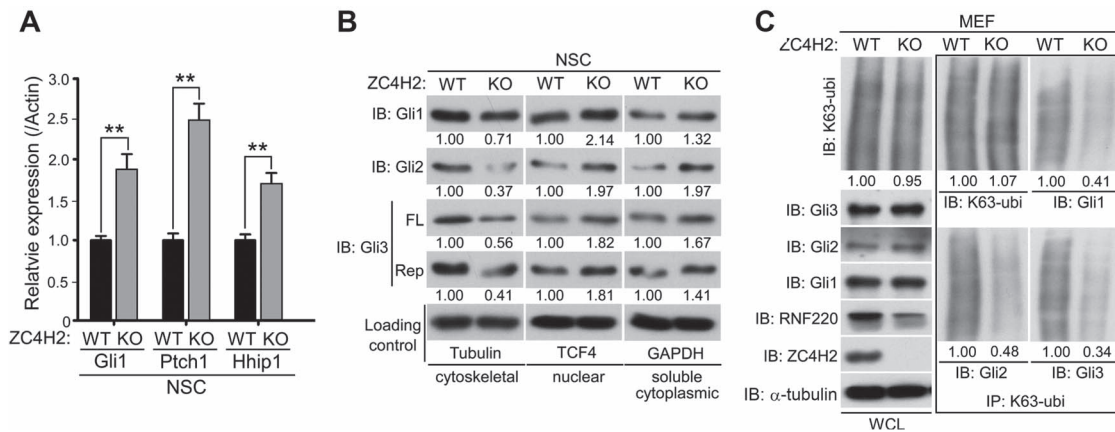 A
Relatvie expression (/Actin)
3.0
2.5
2.0
1.5
1.0
1.5
0.0
**
**
**
ZC4H2: WT KO WT KO WT KO
Gli1 Ptch1 Hhip1
NSC
B
NSC
ZC4H2: WT KO WT KO WT KO
IB: Gli1
1.00 0.71 1.00 2.14 1.00 1.32
IB: Gli2
1.00 0.37 1.00 1.97 1.00 1.97
IB: Gli3
FL
1.00 0.56 1.00 1.82 1.00 1.67
Rep
1.00 0.41 1.00 1.81 1.00 1.41
Loading control
Tubulin TCF4 GAPDH
cytoskeletal nuclear soluble cytoplasmic
C
MEF
ZC4H2: WT KO WT KO WT KO
IB: K63-ubi
1.00 0.95 1.00 1.07 1.00 0.41
IB: K63-ubi IB: Gli1
IB: Gli3
IB: Gli2
IB: Gli1
IB: RNF220
IB: ZC4H2
IB: α-tubulin
WCL
1.00 0.48 1.00 0.34
IB: Gli2 IB: Gli3
IP: K63-ubi